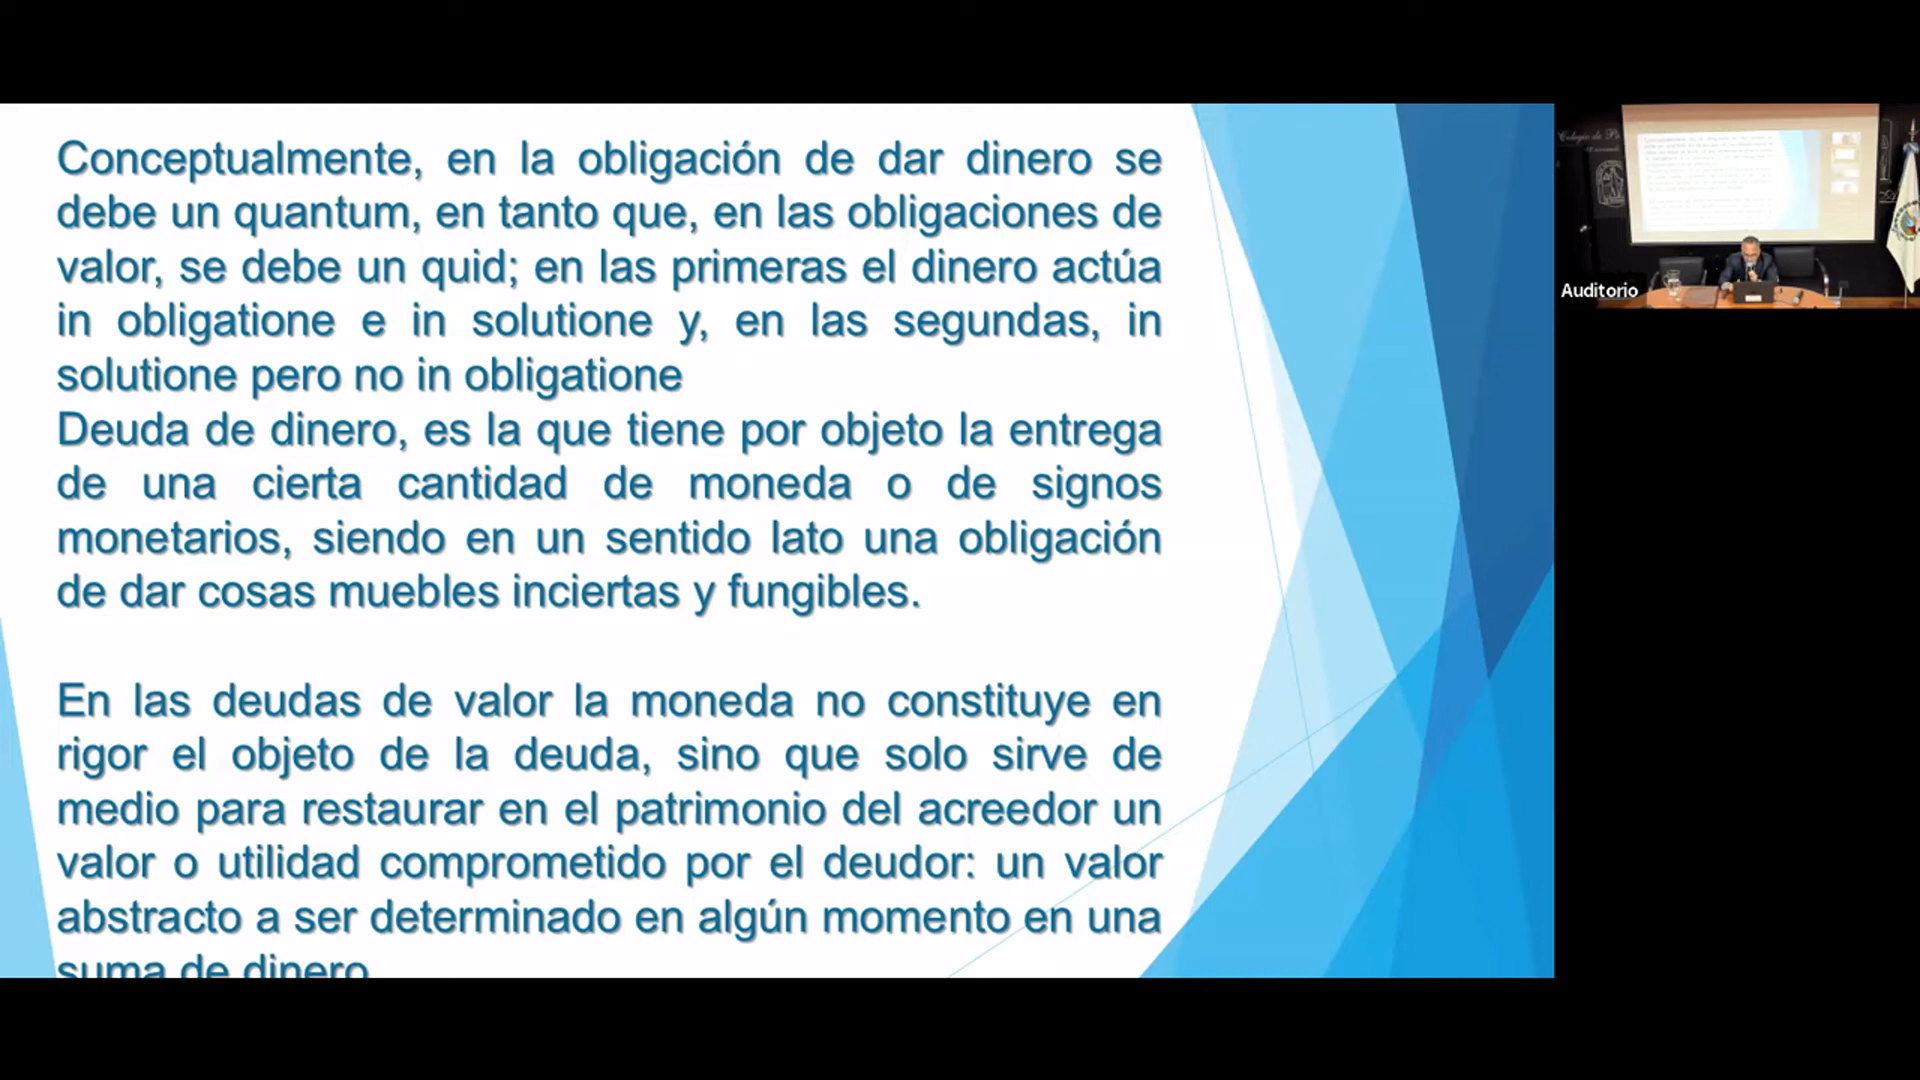 Conceptualmente, en la obligación de dar dinero se
debe un quantum, en tanto que, en las obligaciones de
valor, se debe un quid; en las primeras el dinero actúa
in obligatione e in solutione y, en las segundas, in
solutione pero no in obligatione
Deuda de dinero, es la que tiene por objeto la entrega
de una cierta cantidad de moneda o de signos
monetarios, siendo en un sentido lato una obligación
de dar cosas muebles inciertas y fungibles.
En las deudas de valor la moneda no constituye en
rigor el objeto de la deuda, sino que solo sirve de
medio para restaurar en el patrimonio del acreedor un
valor o utilidad comprometido por el deudor: un valor
abstracto a ser determinado en algún momento en una
suma de dinero
Colegio de
Auditorio